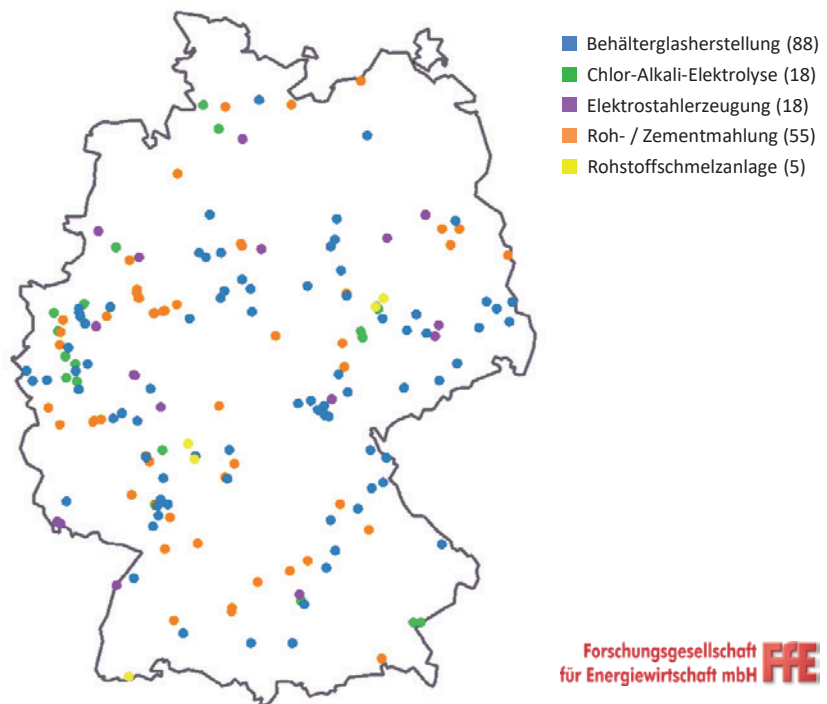 Behälterglasherstellung (88)
Chlor-Alkali-Elektrolyse (18)
Elektrostahlerzeugung (18)
Roh- / Zementmahlung (55)
Rohstoffschmelzanlage (5)
Forschungsgesellschaft
für Energiewirtschaft mbH
FfE